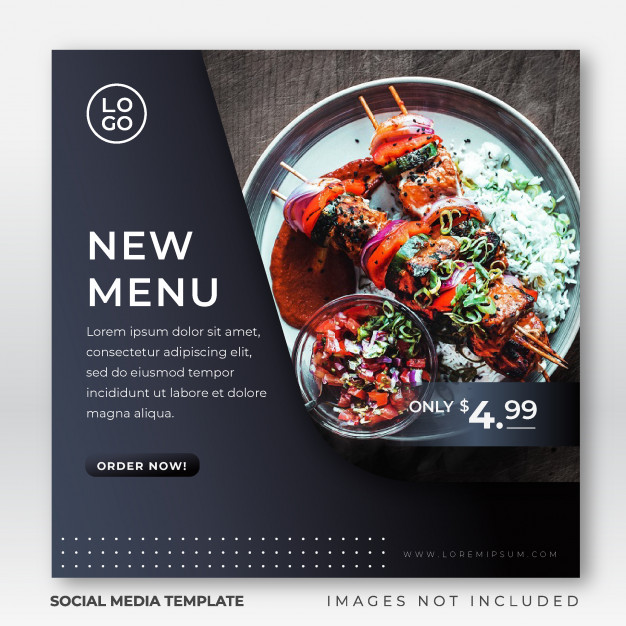 LO
GO
NEW
MENU
Lorem ipsum dolor sit amet,
consectetur adipiscing elit,
sed do eiusmod tempor
incididunt ut labore et dolore
magna aliqua.
ONLY $4.99
ORDER NOW!
WWW.LOREMIPSUM.COM
SOCIAL MEDIA TEMPLATE
IMAGES NOT INCLUDED